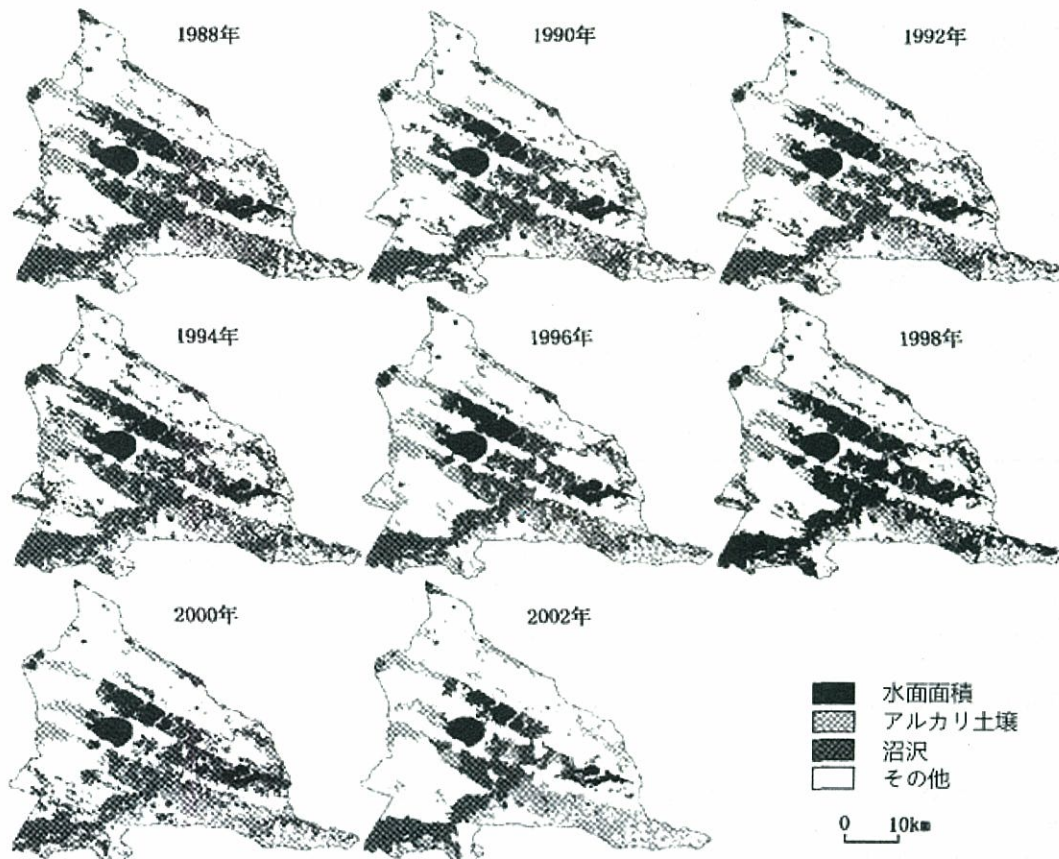 1988年
1990年
1992年
1994年
1996年
1998年
2000年
2002年
水面面積
アルカリ土壌
沼沢
その他
0 10km